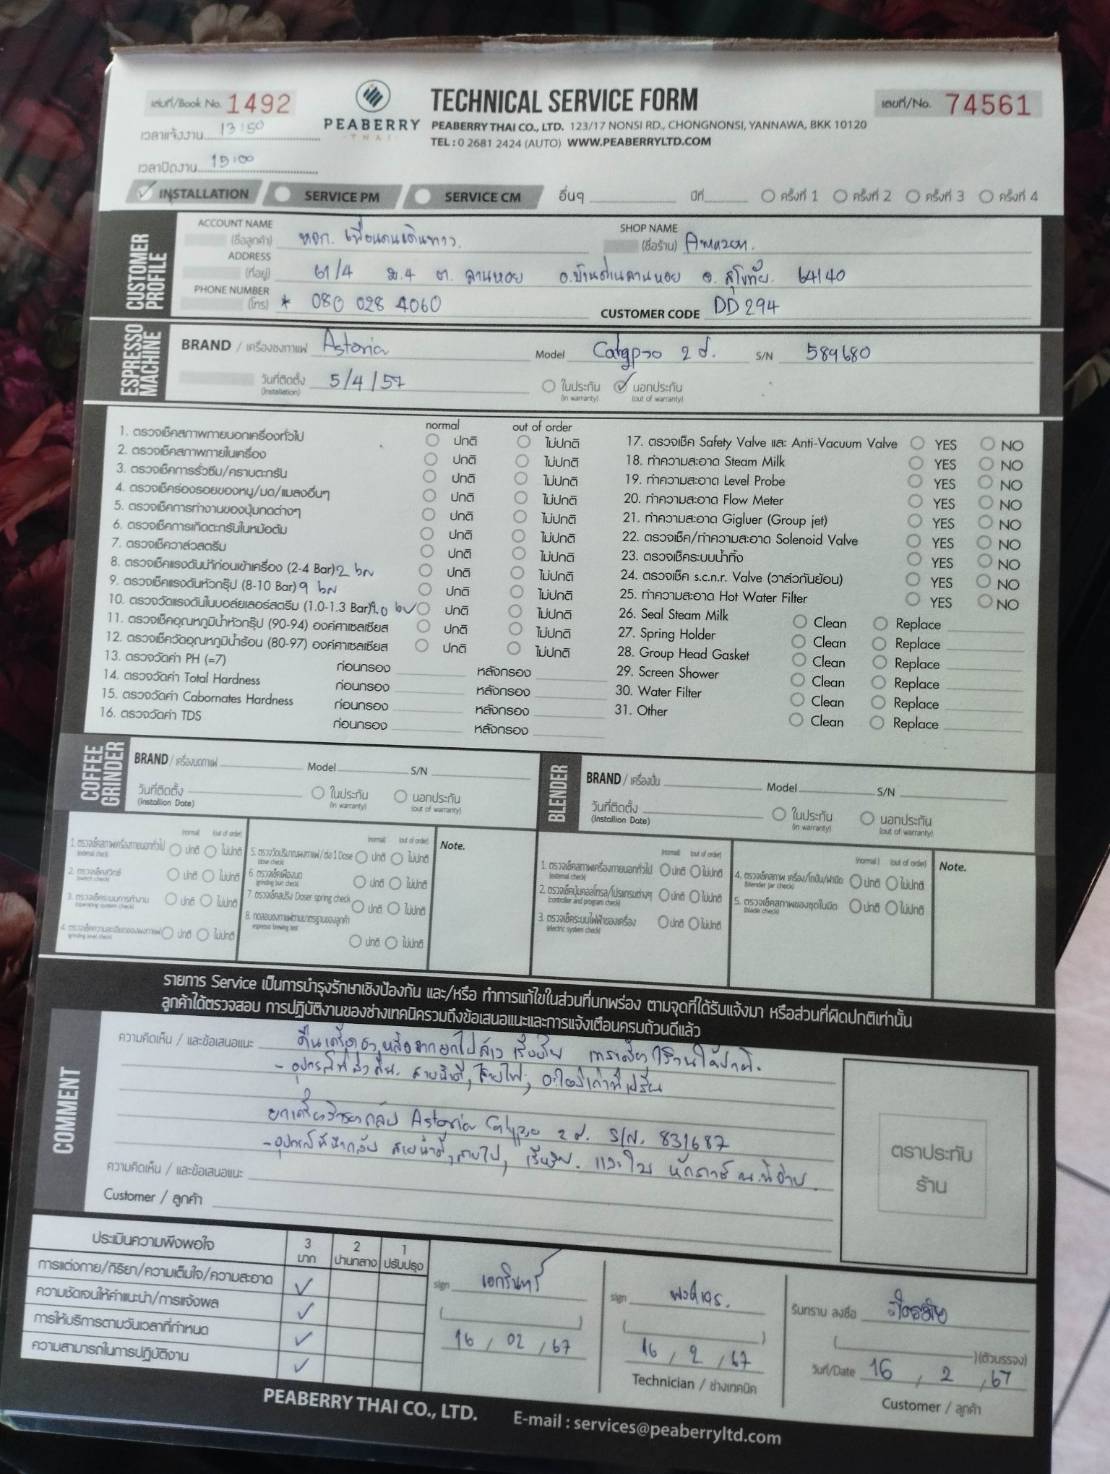 เล่มที่/Book No. 1492
PEABERRY
THAI
TECHNICAL SERVICE FORM
เลขที่/No. 74561
PEABERRY THAI CO., LTD. 123/17 NONSI RD., CHONGNONSI, YANNAWA, BKK 10120
TEL : 0 2681 2424 (AUTO) WWW.PEABERRYLTD.COM
เวลาแจ้งงาน 13:50
เวลาปิดงาน 15:00
INSTALLATION SERVICE PM SERVICE CM อื่นๆ ปีที่ ครั้งที่ 1 ครั้งที่ 2 ครั้งที่ 3 ครั้งที่ 4
CUSTOMER PROFILE
ACCOUNT NAME (ชื่อลูกค้า) หจก. เพื่อนคนเดินทาง
SHOP NAME (ชื่อร้าน) Amazon.
ADDRESS (ที่อยู่) 61/4 ม.4 ต. ลานหอย อ.บ้านด่านลานหอย จ. สุโขทัย 64140
PHONE NUMBER (โทร) * 080 028 4060 CUSTOMER CODE DD 294
ESPRESSO MACHINE
BRAND / เครื่องชงกาแฟ Astoria Model Calypso 2 ส. S/N 589680
วันที่ติดตั้ง (Installation) 5/4/57 ในประกัน (in warranty) นอกประกัน (out of warranty)
normal out of order
1. ตรวจเช็คสภาพภายนอกเครื่องทั่วไป ปกติ ไม่ปกติ
2. ตรวจเช็คสภาพภายในเครื่อง ปกติ ไม่ปกติ
3. ตรวจเช็คการรั่วซึม/คราบตะกรัน ปกติ ไม่ปกติ
4. ตรวจเช็คร่องรอยของหนู/มด/แมลงอื่นๆ ปกติ ไม่ปกติ
5. ตรวจเช็คการทำงานของปุ่มกดต่างๆ ปกติ ไม่ปกติ
6. ตรวจเช็คการเกิดตะกรันในหม้อต้ม ปกติ ไม่ปกติ
7. ตรวจเช็ควาล์วสตรีม ปกติ ไม่ปกติ
8. ตรวจเช็คแรงดันน้ำก่อนเข้าเครื่อง (2-4 Bar) 2 ปกติ ไม่ปกติ
9. ตรวจเช็คแรงดันหัวกรุ๊ป (8-10 Bar) 9 ปกติ ไม่ปกติ
10. ตรวจวัดแรงดันในบอยเลอร์สตรีม (1.0-1.3 Bar) 1.0 ปกติ ไม่ปกติ
11. ตรวจเช็คอุณหภูมิน้ำหัวกรุ๊ป (90-94) องศาเซลเซียส ปกติ ไม่ปกติ
12. ตรวจเช็ควัดอุณหภูมิน้ำร้อน (80-97) องศาเซลเซียส ปกติ ไม่ปกติ
13. ตรวจวัดค่า PH (=7) ก่อนกรอง หลังกรอง
14. ตรวจวัดค่า Total Hardness ก่อนกรอง หลังกรอง
15. ตรวจวัดค่า Cabornates Hardness ก่อนกรอง หลังกรอง
16. ตรวจวัดค่า TDS ก่อนกรอง หลังกรอง
17. ตรวจเช็ค Safety Valve และ Anti-Vacuum Valve YES NO
18. ทำความสะอาด Steam Milk YES NO
19. ทำความสะอาด Level Probe YES NO
20. ทำความสะอาด Flow Meter YES NO
21. ทำความสะอาด Gigluer (Group jet) YES NO
22. ตรวจเช็ค/ทำความสะอาด Solenoid Valve YES NO
23. ตรวจเช็คระบบน้ำทิ้ง YES NO
24. ตรวจเช็ค s.c.n.r. Valve (วาล์วกันย้อน) YES NO
25. ทำความสะอาด Hot Water Filter YES NO
26. Seal Steam Milk Clean Replace
27. Spring Holder Clean Replace
28. Group Head Gasket Clean Replace
29. Screen Shower Clean Replace
30. Water Filter Clean Replace
31. Other Clean Replace
COFFEE GRINDER
BRAND / เครื่องบดกาแฟ Model S/N
วันที่ติดตั้ง (Installion Date) ในประกัน (in warranty) นอกประกัน (out of warranty)
(normal) (out of order)
1. ตรวจเช็คสภาพเครื่องภายนอกทั่วไป ปกติ ไม่ปกติ
(external check)
2. ตรวจเช็คสวิทซ์ ปกติ ไม่ปกติ
(switch check)
3. ตรวจเช็คระบบการทำงาน ปกติ ไม่ปกติ
(operating system check)
4. ตรวจเช็คความละเอียดของผงกาแฟ ปกติ ไม่ปกติ
(grinding level check)
(normal) (out of order)
5. ตรวจวัดปริมาณผงกาแฟ / ต่อ 1 Dose ปกติ ไม่ปกติ
(dose check)
6. ตรวจเช็คเฟืองบด ปกติ ไม่ปกติ
(grinding burr check)
7. ตรวจเช็คสปริง Doser spring check ปกติ ไม่ปกติ
8. ทดสอบชงกาแฟตามมาตรฐานของลูกค้า
espresso brewing test ปกติ ไม่ปกติ
Note.
BLENDER
BRAND / เครื่องปั่น Model S/N
วันที่ติดตั้ง (Installion Date) ในประกัน (in warranty) นอกประกัน (out of warranty)
(normal) (out of order)
1. ตรวจเช็คสภาพเครื่องภายนอกทั่วไป ปกติ ไม่ปกติ
(external check)
2. ตรวจเช็คปุ่มคอลโทรล/โปรแกรมต่างๆ ปกติ ไม่ปกติ
(controller and program check)
3. ตรวจเช็คระบบไฟฟ้าของเครื่อง ปกติ ไม่ปกติ
(electric system check)
(normal) (out of order)
4. ตรวจเช็คสภาพ เครื่อง/โถปั่น/ฝาปิด ปกติ ไม่ปกติ
(Blender jar check)
5. ตรวจเช็คสภาพของชุดใบมีด ปกติ ไม่ปกติ
(blade check)
Note.
รายการ Service เป็นการบำรุงรักษาเชิงป้องกัน และ/หรือ ทำการแก้ไขในส่วนที่บกพร่อง ตามจุดที่ได้รับแจ้งมา หรือส่วนที่ผิดปกติเท่านั้น
ลูกค้าได้ตรวจสอบ การปฏิบัติงานของช่างเทคนิครวมถึงข้อเสนอแนะและการแจ้งเตือนครบถ้วนดีแล้ว
COMMENT
ความคิดเห็น / และข้อเสนอแนะ คืนเครื่อง เรียบร้อย
- อุปกรณ์ที่ส่งคืน. สายน้ำดี, สายไฟ,
ยกเครื่อง กลับ Astoria Calypso 2 ส. S/N. 831687
- อุปกรณ์ กลับ สายน้ำดี, สายไฟ,
ความคิดเห็น / และข้อเสนอแนะ
Customer / ลูกค้า
ตราประทับ
ร้าน
ประเมินความพึงพอใจ 3 มาก 2 ปานกลาง 1 ปรับปรุง
การแต่งกาย/กิริยา/ความเต็มใจ/ความสะอาด ✓
ความชัดเจนให้คำแนะนำ/การแจ้งผล ✓
การให้บริการตามวันเวลาที่กำหนด ✓
ความสามารถในการปฏิบัติงาน ✓
sign เอกรินทร์
16 / 02 / 67
sign
16 / 2 / 67
Technician / ช่างเทคนิค
รับทราบ ลงชื่อ
(ตัวบรรจง)
วันที่/Date 16 / 2 / 67
Customer / ลูกค้า
PEABERRY THAI CO., LTD. E-mail : services@peaberryltd.com